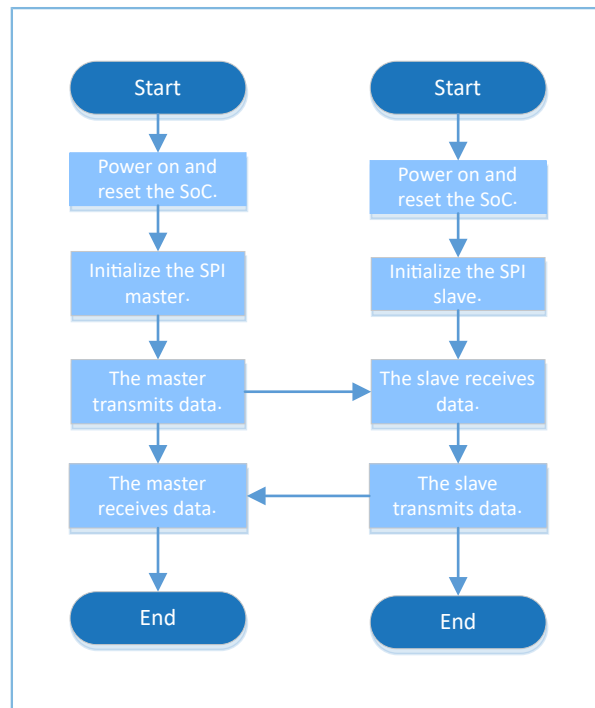 Start
Power on and
reset the SoC.
Initialize the SPI
master.
The master
transmits data.
The master
receives data.
End
Start
Power on and
reset the SoC.
Initialize the SPI
slave.
The slave receives
data.
The slave
transmits data.
End